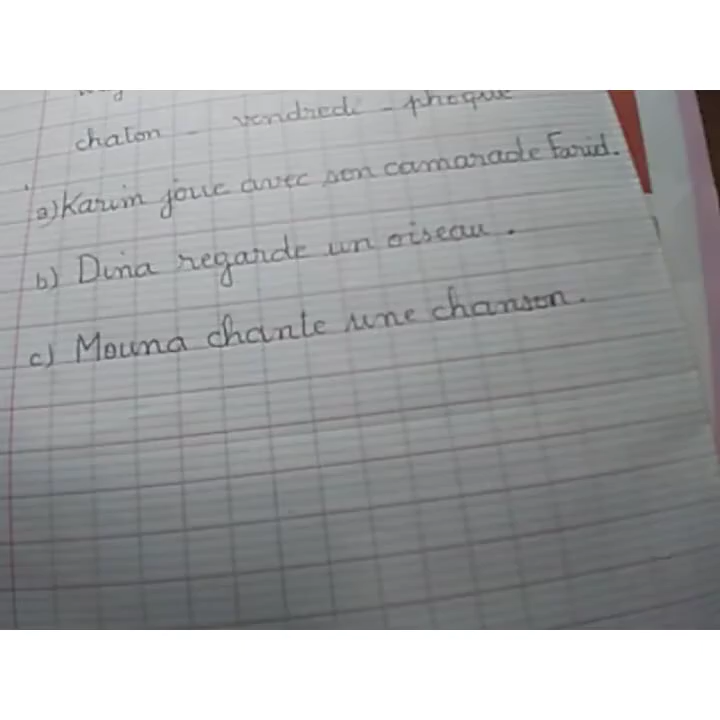 chaton - vendredi - phoque
a) Karim joue avec son camarade Farid.
b) Dina regarde un oiseau.
c) Mouna chante une chanson.